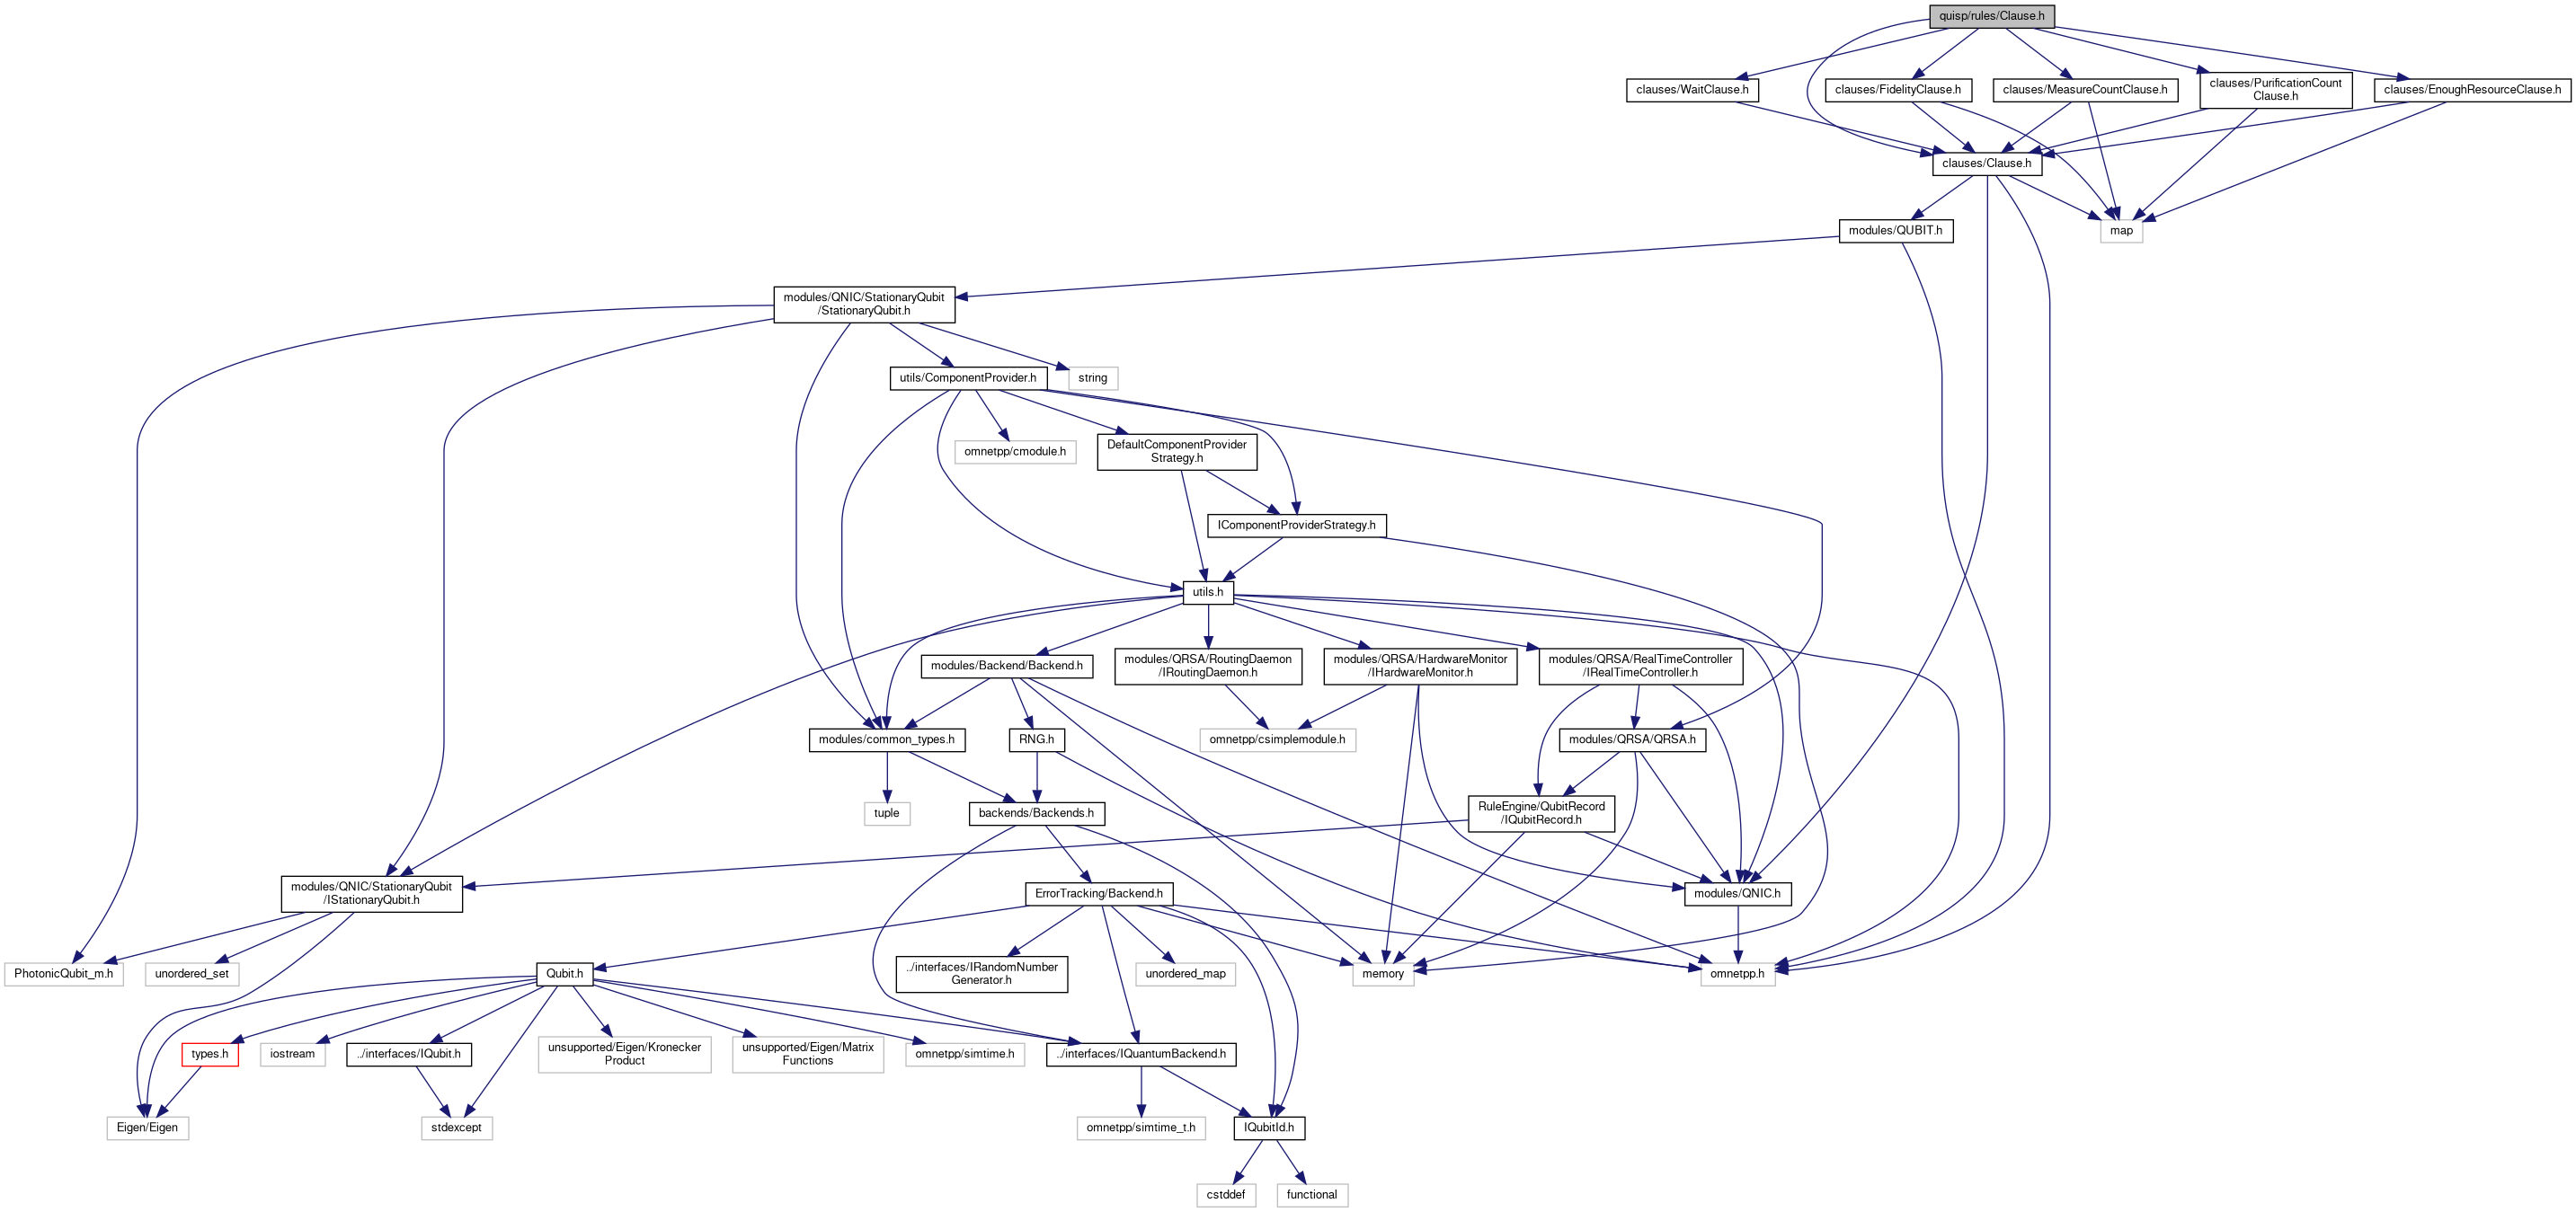 quisp/rules/Clause.h
clauses/WaitClause.h
clauses/FidelityClause.h
clauses/MeasureCountClause.h
clauses/PurificationCount
Clause.h
clauses/EnoughResourceClause.h
clauses/Clause.h
modules/QUBIT.h
map
modules/QNIC/StationaryQubit
/StationaryQubit.h
utils/ComponentProvider.h
string
omnetpp/cmodule.h
DefaultComponentProvider
Strategy.h
IComponentProviderStrategy.h
utils.h
modules/Backend/Backend.h
modules/QRSA/RoutingDaemon
/IRoutingDaemon.h
modules/QRSA/HardwareMonitor
/IHardwareMonitor.h
modules/QRSA/RealTimeController
/IRealTimeController.h
modules/common_types.h
RNG.h
omnetpp/csimplemodule.h
modules/QRSA/QRSA.h
tuple
backends/Backends.h
RuleEngine/QubitRecord
/IQubitRecord.h
modules/QNIC/StationaryQubit
/IStationaryQubit.h
ErrorTracking/Backend.h
modules/QNIC.h
PhotonicQubit_m.h
unordered_set
Qubit.h
../interfaces/IRandomNumber
Generator.h
unordered_map
memory
omnetpp.h
types.h
iostream
../interfaces/IQubit.h
unsupported/Eigen/Kronecker
Product
unsupported/Eigen/Matrix
Functions
omnetpp/simtime.h
../interfaces/IQuantumBackend.h
Eigen/Eigen
stdexcept
omnetpp/simtime_t.h
IQubitId.h
cstddef
functional